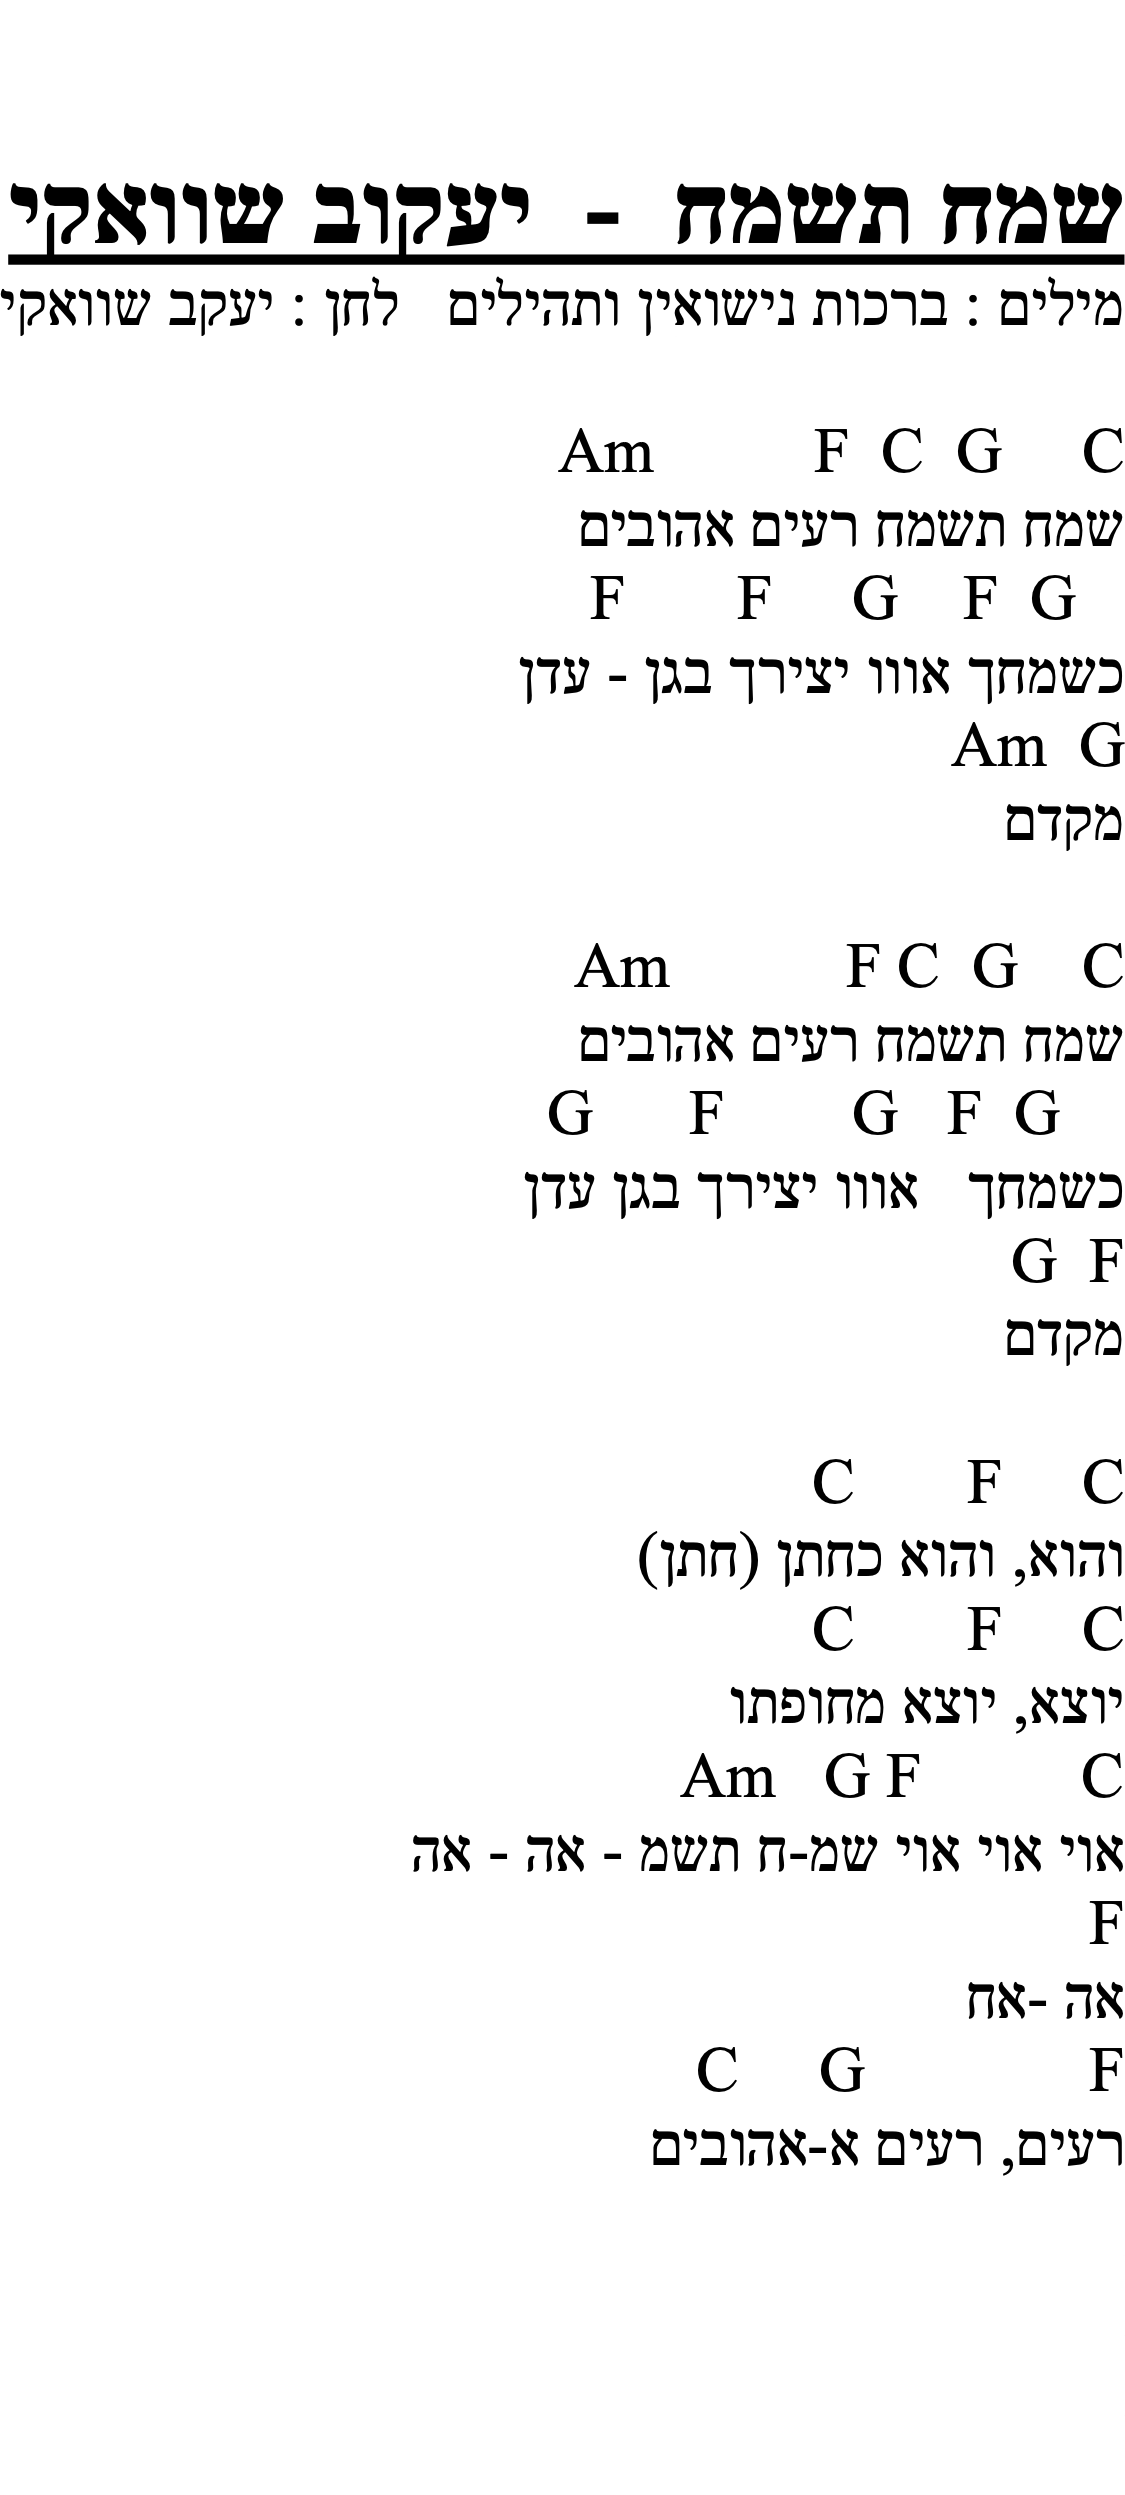 שמח תשמח - יעקוב שוואקי
מילים : ברכות נישואין ותהילים לחן : יעקב שוואקי
C G C F Am
שמח תשמח רעים אהובים
G F G F F
כשמחך אווו יצירך בגן - עדן
G Am
מקדם
C G C F Am
שמח תשמח רעים אהובים
G F G F G
כשמחך אווו יצירך בגן עדן
F G
מקדם
C F C
והוא, והוא כחתן (חתן)
C F C
יוצא, יוצא מחופתו
C F G Am
אוי אוי אוי שמ-ח תשמ - אה - אה
F
אה -אח
F G C
רעים, רעים א-אהובים